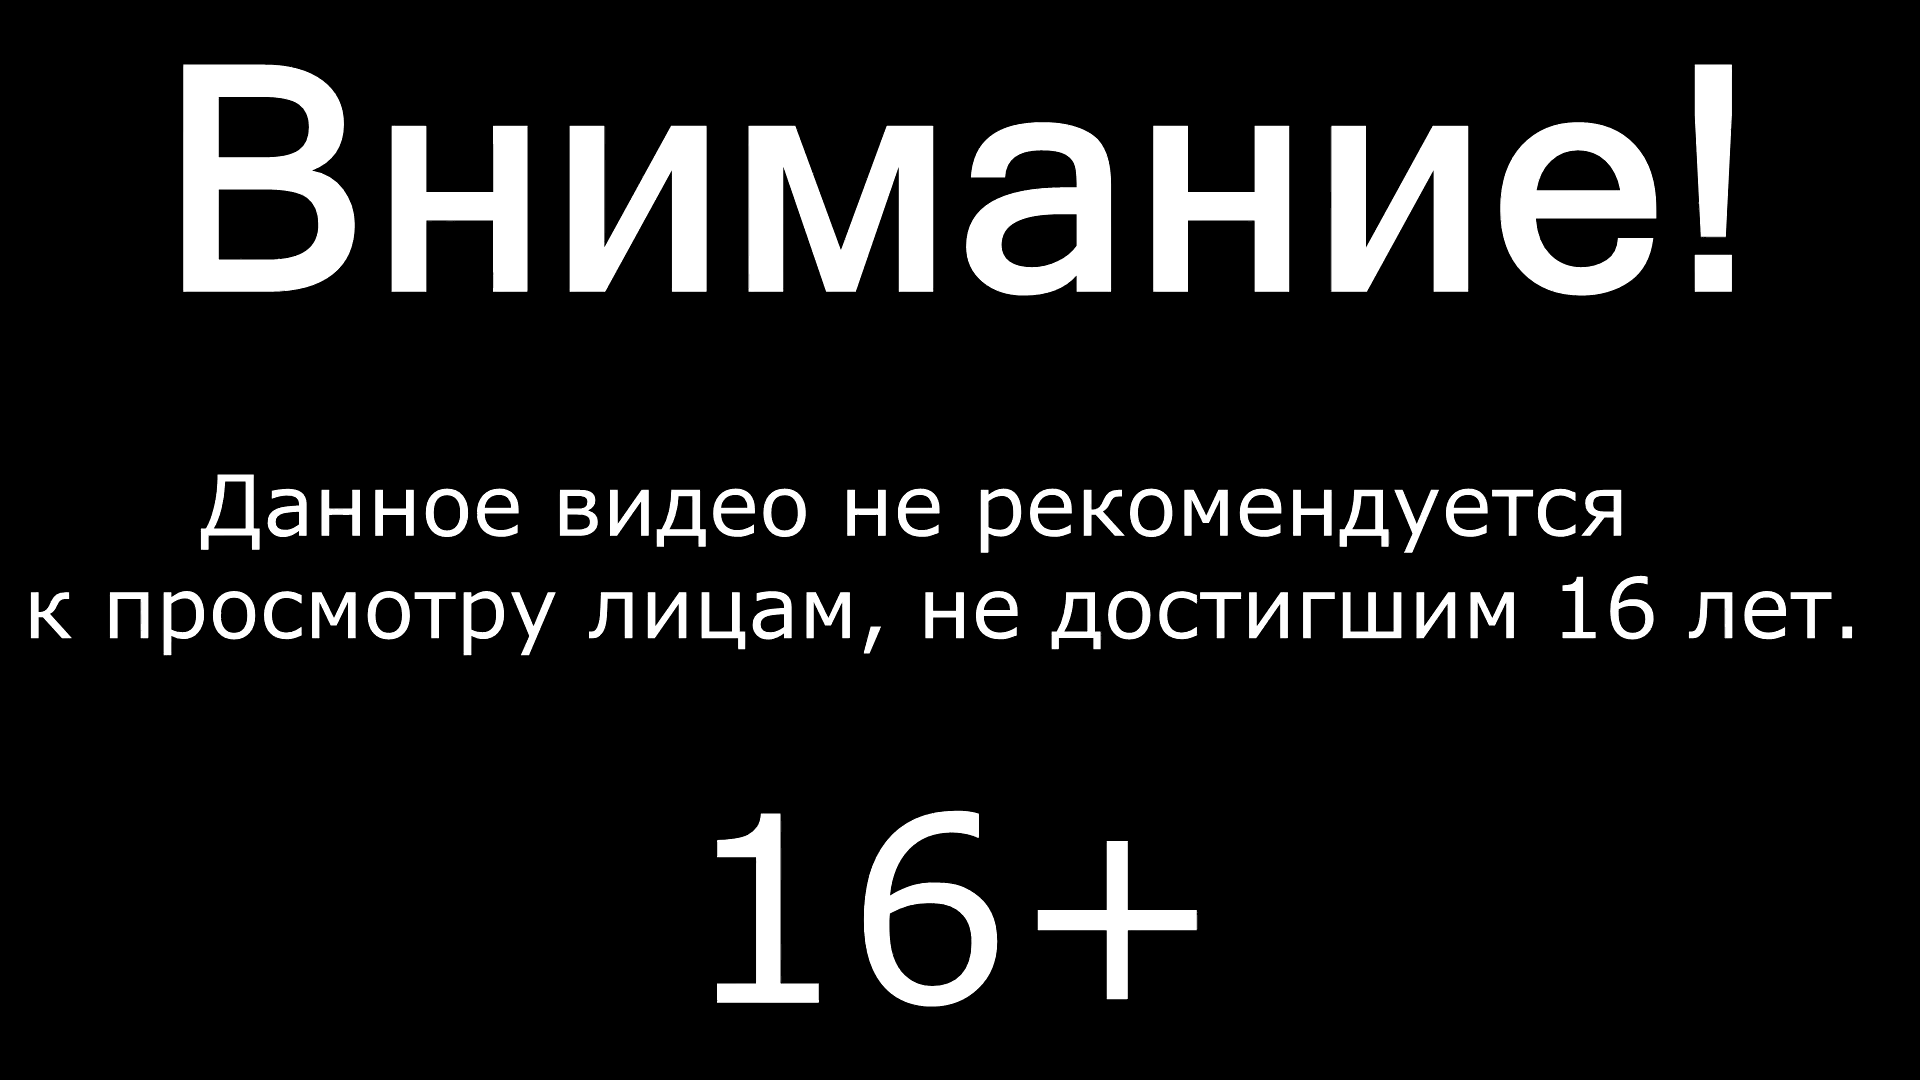 Внимание!
Данное видео не рекомендуется
к просмотру лицам, не достигшим 16 лет.
16+